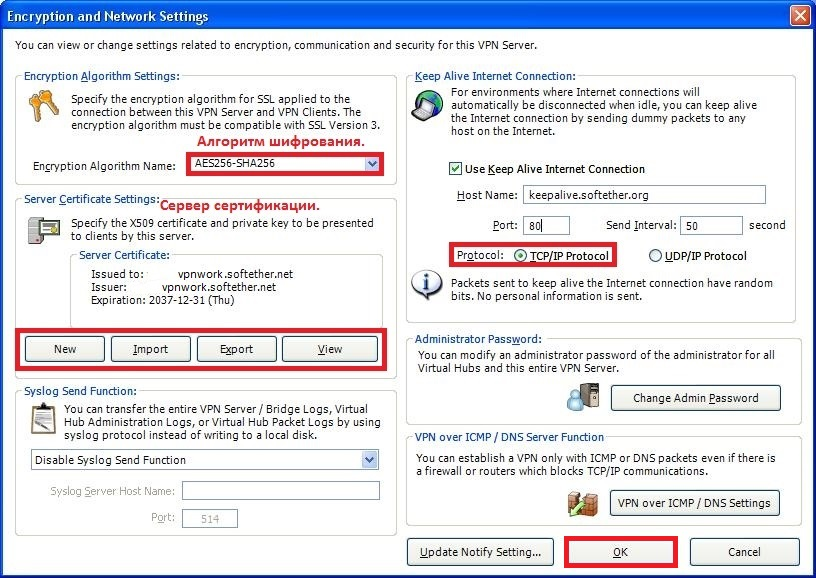 Encryption and Network Settings
You can view or change settings related to encryption, communication and security for this VPN Server.
Encryption Algorithm Settings:
Specify the encryption algorithm for SSL applied to the
connection between this VPN Server and VPN Clients. The
encryption algorithm must be compatible with SSL Version 3.
Алгоритм шифрования.
Encryption Algorithm Name:
AES256-SHA256
Server Certificate Settings:
Сервер сертификации.
Specify the X509 certificate and private key to be presented
to clients by this server.
Server Certificate:
Issued to: vpnwork.softether.net
Issuer: vpnwork.softether.net
Expiration: 2037-12-31 (Thu)
New
Import
Export
View
Syslog Send Function:
You can transfer the entire VPN Server / Bridge Logs, Virtual
Hub Administration Logs, or Virtual Hub Packet Logs by using
syslog protocol instead of writing to a local disk.
Disable Syslog Send Function
Syslog Server Host Name:
Port: 514
Keep Alive Internet Connection:
For environments where Internet connections will
automatically be disconnected when idle, you can keep alive
the Internet connection by sending dummy packets to any
host on the Internet.
Use Keep Alive Internet Connection
Host Name: keepalive.softether.org
Port: 80 Send Interval: 50 second
Protocol: TCP/IP Protocol UDP/IP Protocol
Packets sent to keep alive the Internet connection have random
bits. No personal information is sent.
Administrator Password:
You can modify an administrator password of the administrator for all
Virtual Hubs and this entire VPN Server.
Change Admin Password
VPN over ICMP / DNS Server Function
You can establish a VPN only with ICMP or DNS packets even if there is
a firewall or routers which blocks TCP/IP communications.
VPN over ICMP / DNS Settings
Update Notify Setting...
OK
Cancel